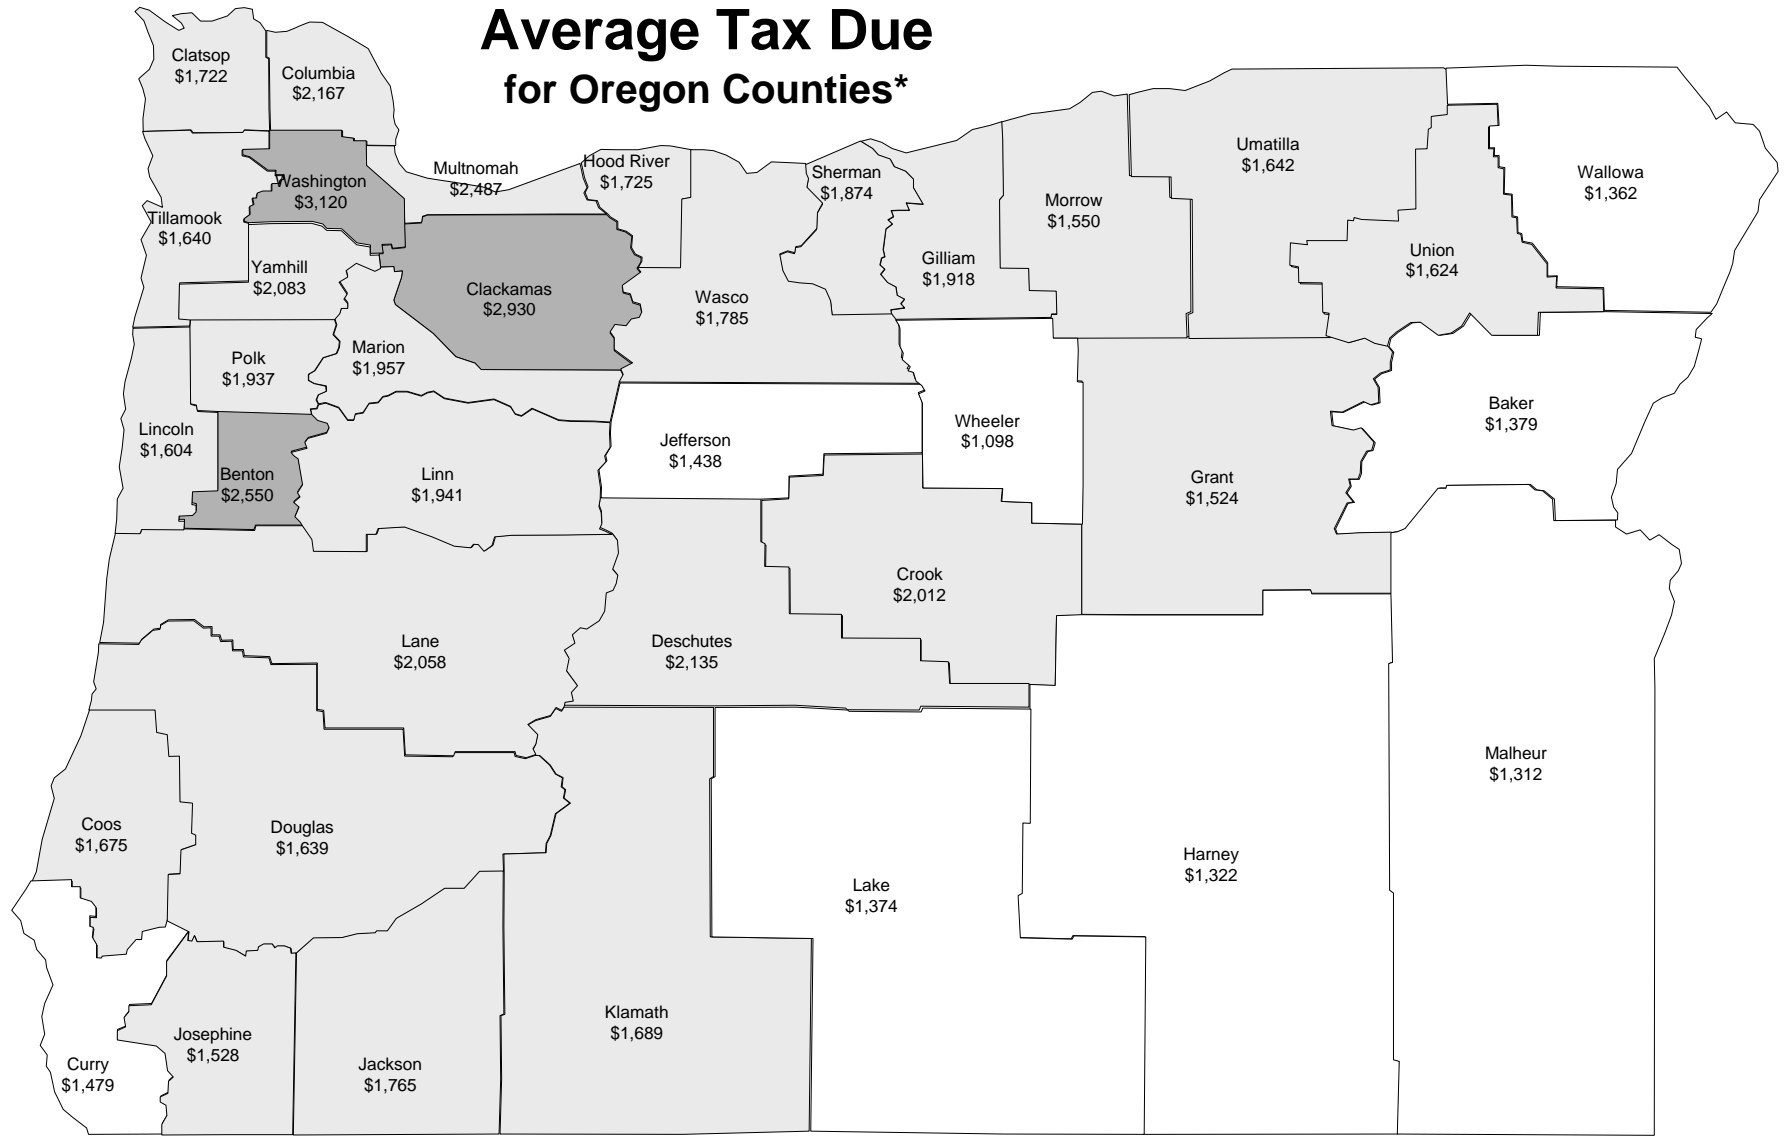 Average Tax Due
for Oregon Counties*
Clatsop
$1,722
Columbia
$2,167
Washington
$3,120
Multnomah
$2,487
Hood River
$1,725
Sherman
$1,874
Umatilla
$1,642
Wallowa
$1,362
Morrow
$1,550
Tillamook
$1,640
Gilliam
$1,918
Union
$1,624
Yamhill
$2,083
Clackamas
$2,930
Wasco
$1,785
Marion
$1,957
Polk
$1,937
Baker
$1,379
Wheeler
$1,098
Lincoln
$1,604
Jefferson
$1,438
Benton
$2,550
Linn
$1,941
Grant
$1,524
Crook
$2,012
Lane
$2,058
Deschutes
$2,135
Malheur
$1,312
Coos
$1,675
Douglas
$1,639
Harney
$1,322
Lake
$1,374
Klamath
$1,689
Josephine
$1,528
Curry
$1,479
Jackson
$1,765